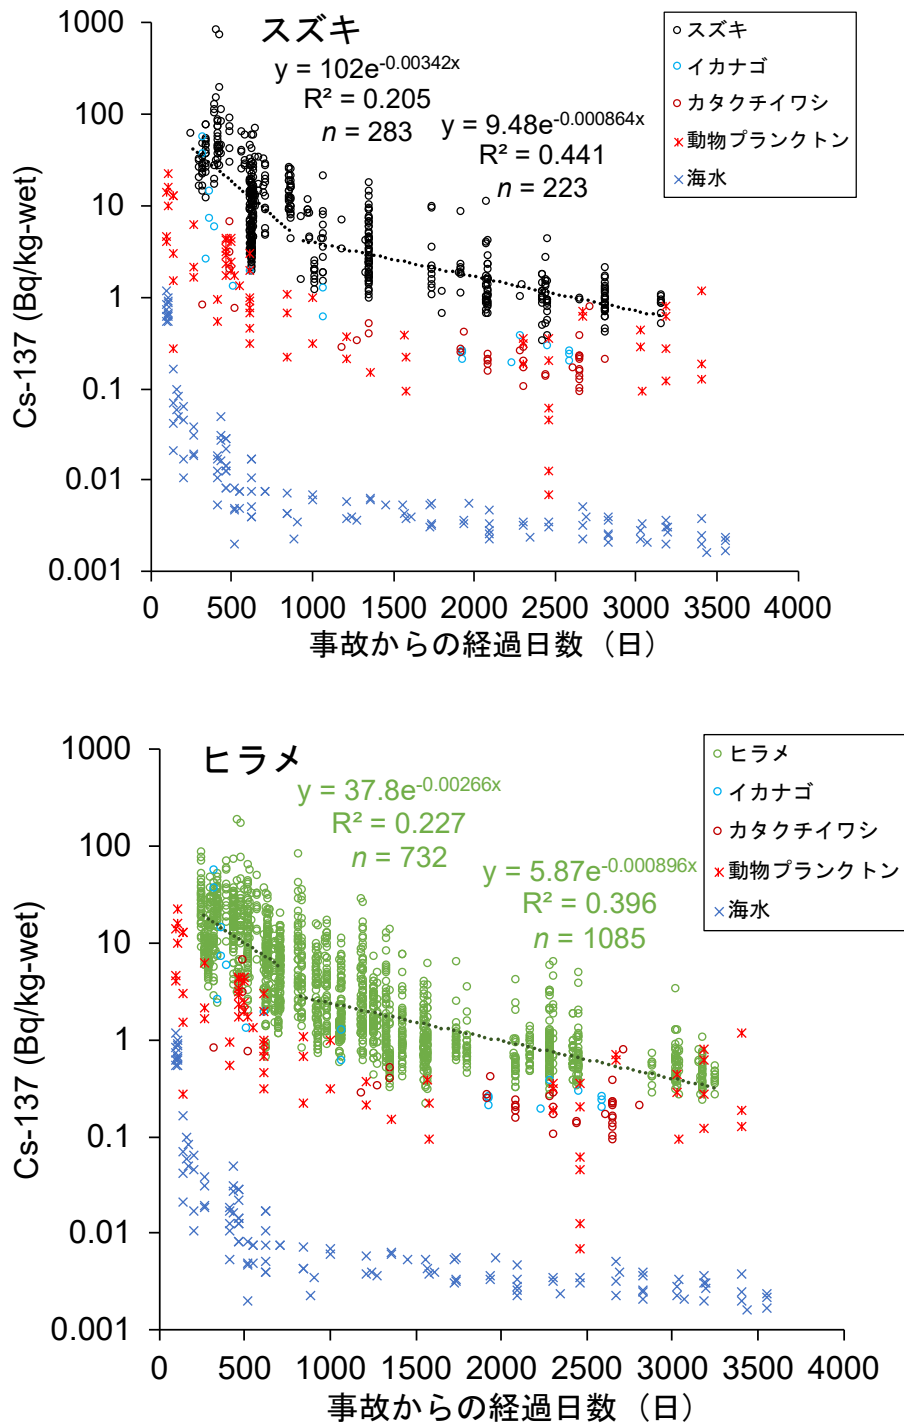 スズキ
y = 102e^-0.00342x
R² = 0.205
n = 283
y = 9.48e^-0.000864x
R² = 0.441
n = 223
スズキ
イカナゴ
カタクチイワシ
動物プランクトン
海水
Cs-137 (Bq/kg-wet)
1000
100
10
1
0.1
0.01
0.001
0 500 1000 1500 2000 2500 3000 3500 4000
事故からの経過日数（日）
ヒラメ
y = 37.8e^-0.00266x
R² = 0.227
n = 732
y = 5.87e^-0.000896x
R² = 0.396
n = 1085
ヒラメ
イカナゴ
カタクチイワシ
動物プランクトン
海水
Cs-137 (Bq/kg-wet)
1000
100
10
1
0.1
0.01
0.001
0 500 1000 1500 2000 2500 3000 3500 4000
事故からの経過日数（日）